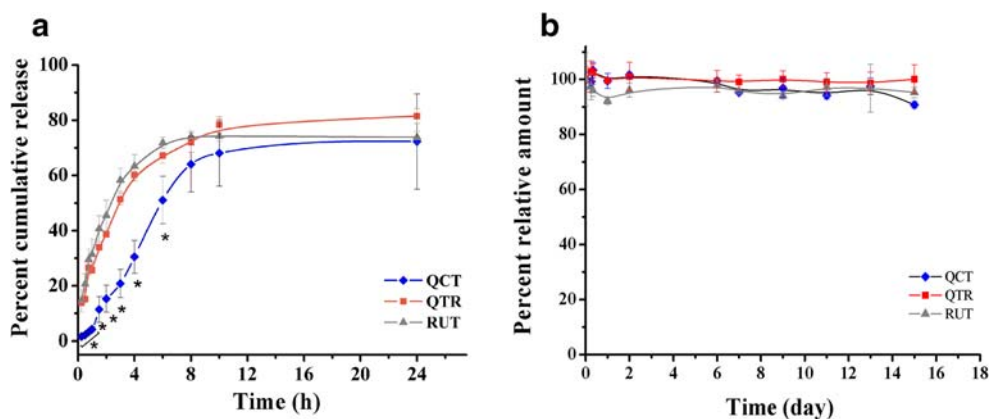 a
Percent cumulative release
100
80
60
40
20
0
* * * * * *
QCT
QTR
RUT
0 4 8 12 16 20 24
Time (h)
b
Percent relative amount
100
80
60
40
20
0
QCT
QTR
RUT
0 2 4 6 8 10 12 14 16 18
Time (day)